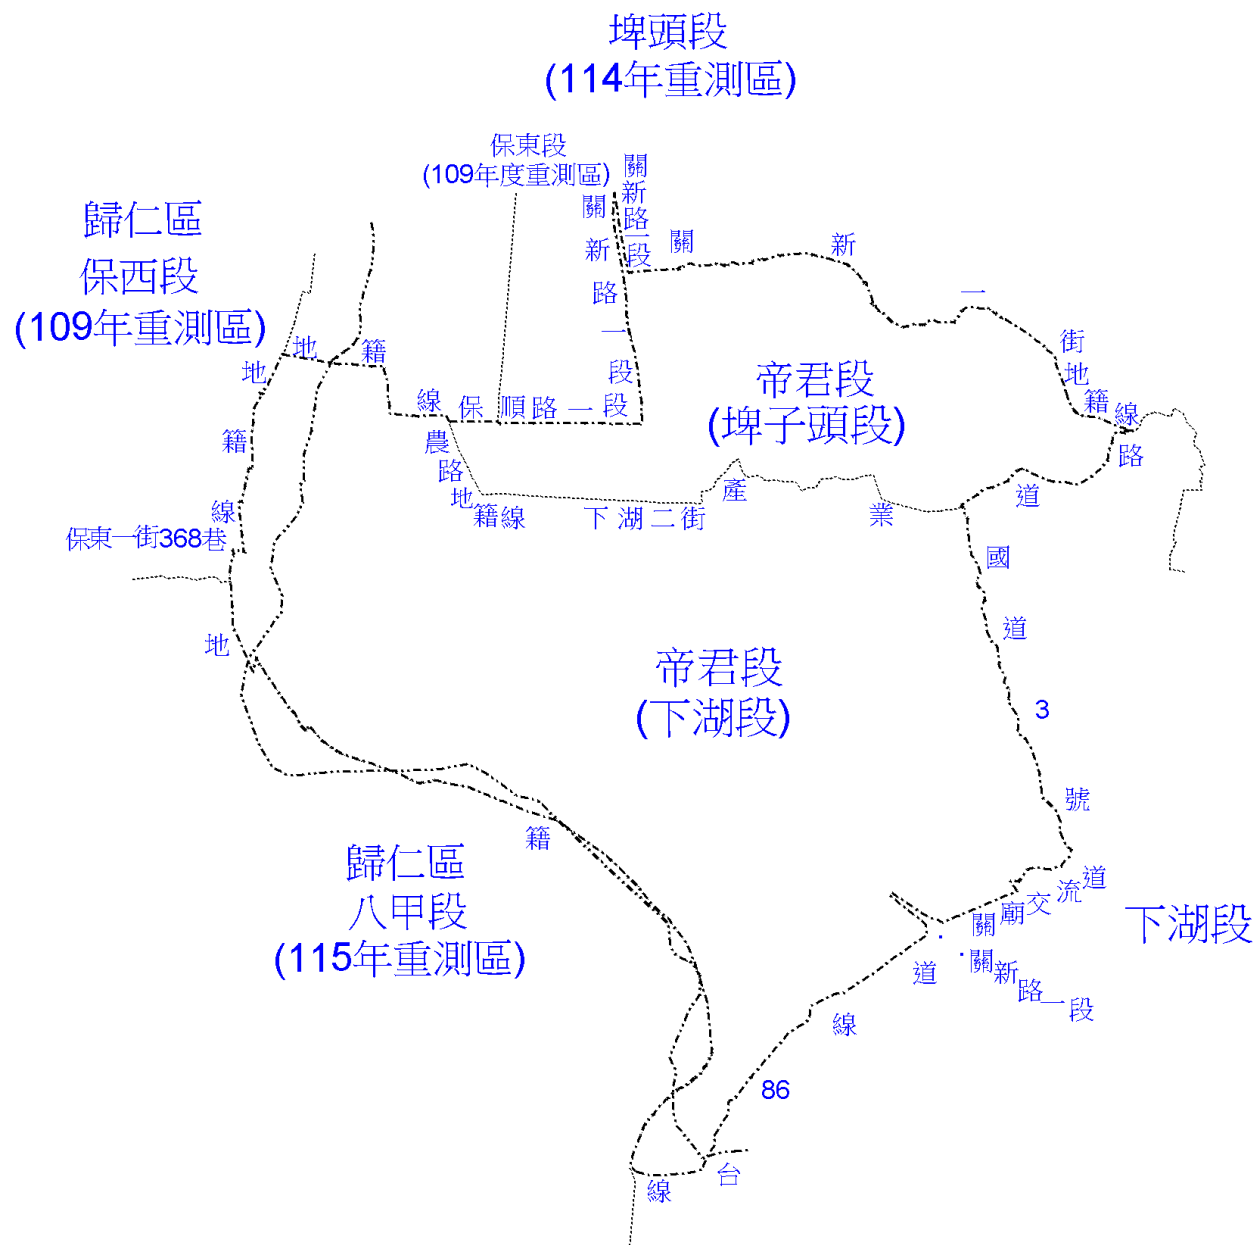 埤頭段
(114年重測區)
保東段
(109年度重測區)
關新路一段
關新路一段
關新一街
地籍線
歸仁區
保西段
(109年重測區)
地籍線
地籍線
保順路一段
帝君段
(埤子頭段)
農路
地籍線
下湖二街
產業道路
保東一街368巷
國道3號道
帝君段
(下湖段)
地籍線
歸仁區
八甲段
(115年重測區)
關廟交流道
下湖段
關新路一段
台86線道